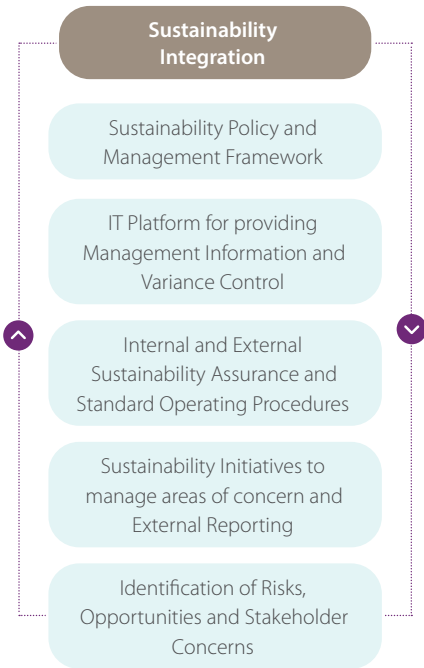 Sustainability
Integration
Sustainability Policy and
Management Framework
IT Platform for providing
Management Information and
Variance Control
Internal and External
Sustainability Assurance and
Standard Operating Procedures
Sustainability Initiatives to
manage areas of concern and
External Reporting
Identification of Risks,
Opportunities and Stakeholder
Concerns